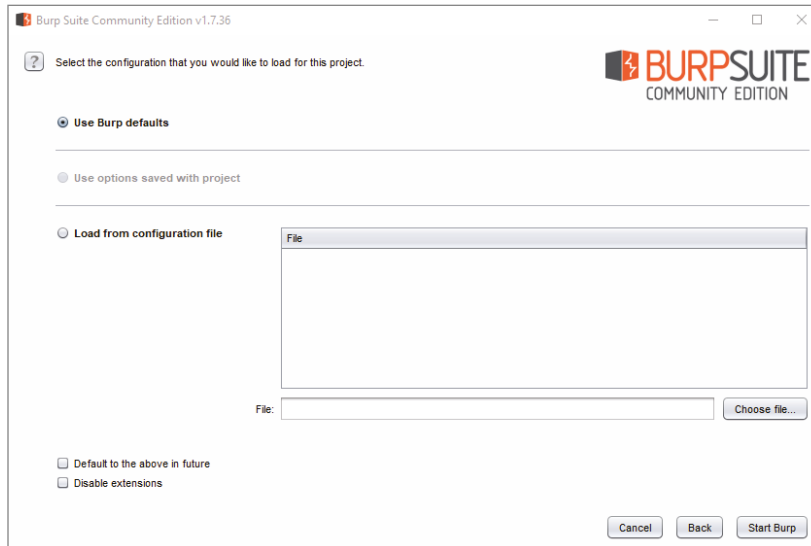 Burp Suite Community Edition v1.7.36
? Select the configuration that you would like to load for this project.
BURPSUITE
COMMUNITY EDITION
Use Burp defaults
Use options saved with project
Load from configuration file
File
File:
Choose file...
Default to the above in future
Disable extensions
Cancel Back Start Burp